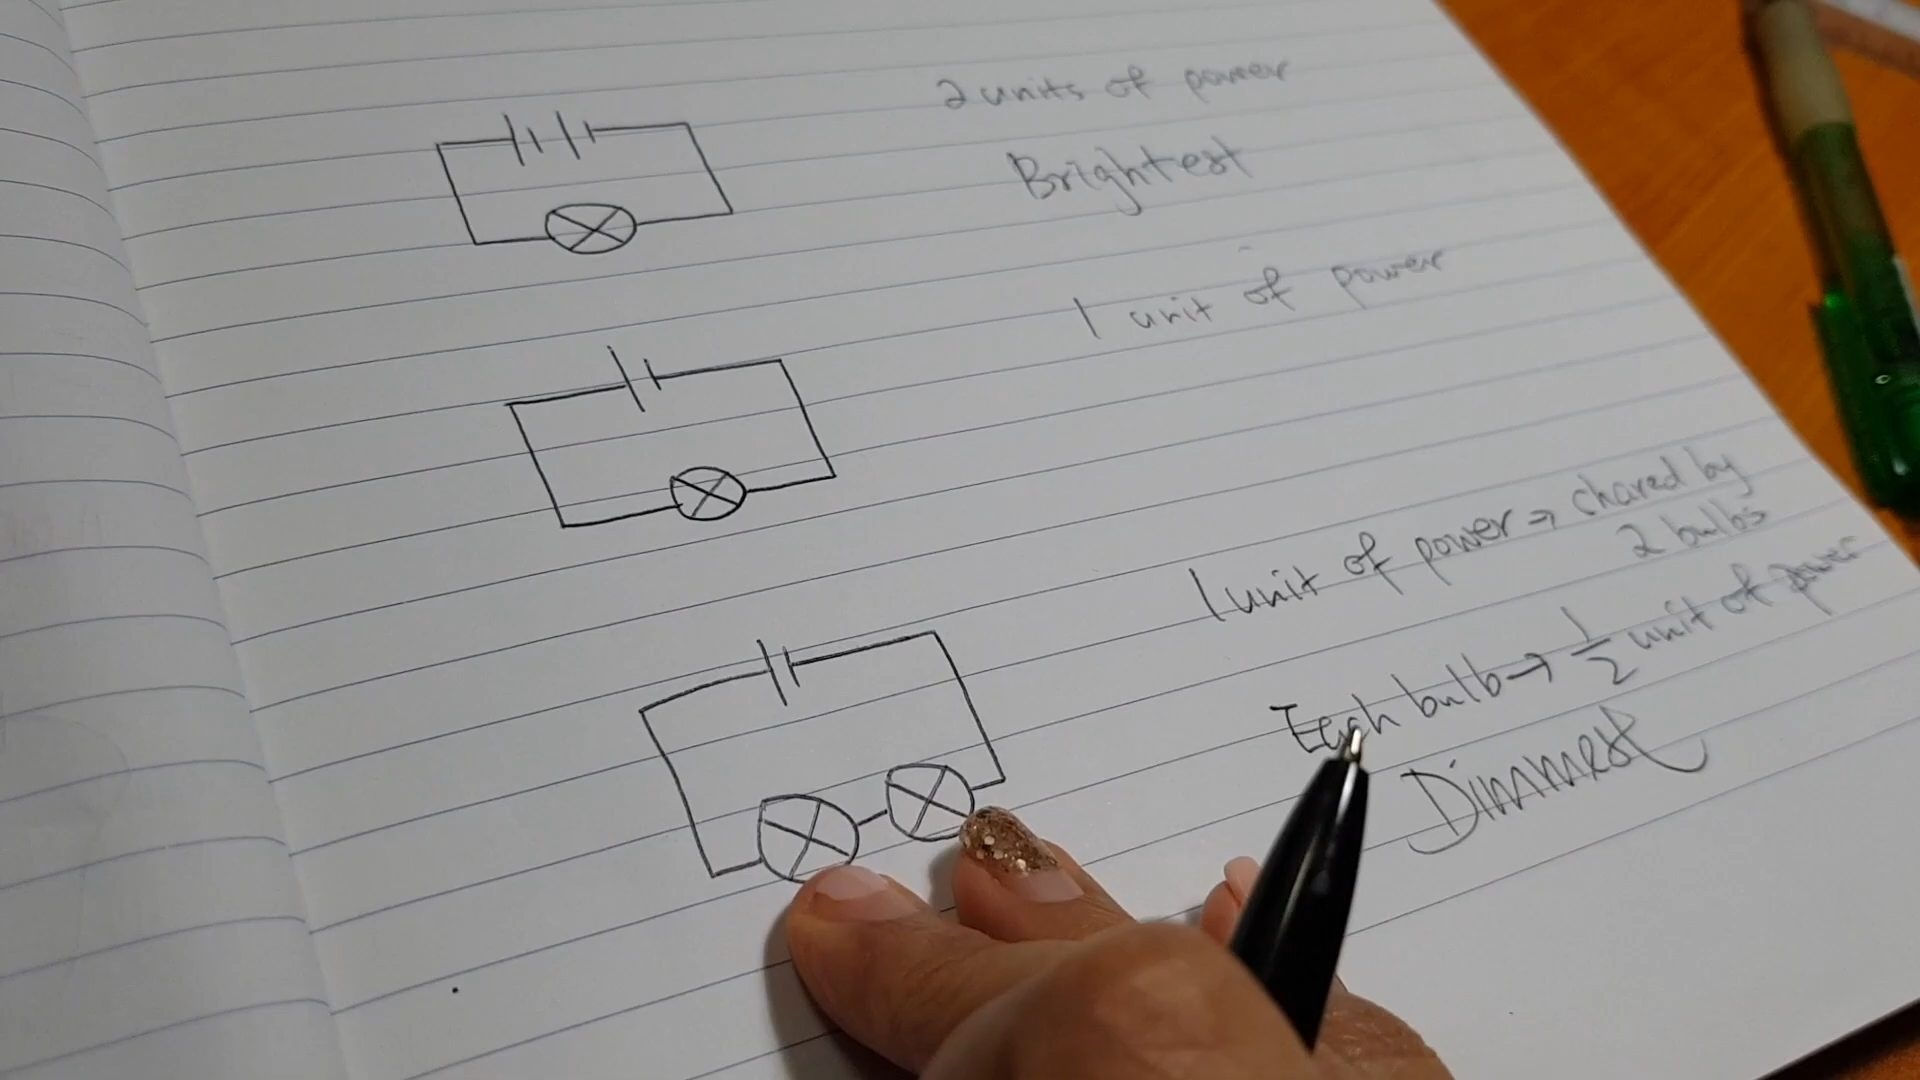 2 units of power
Brightest
1 unit of power
1 unit of power → chared by
2 bulbs
Each bulb → 1/2 unit of power
Dimmest